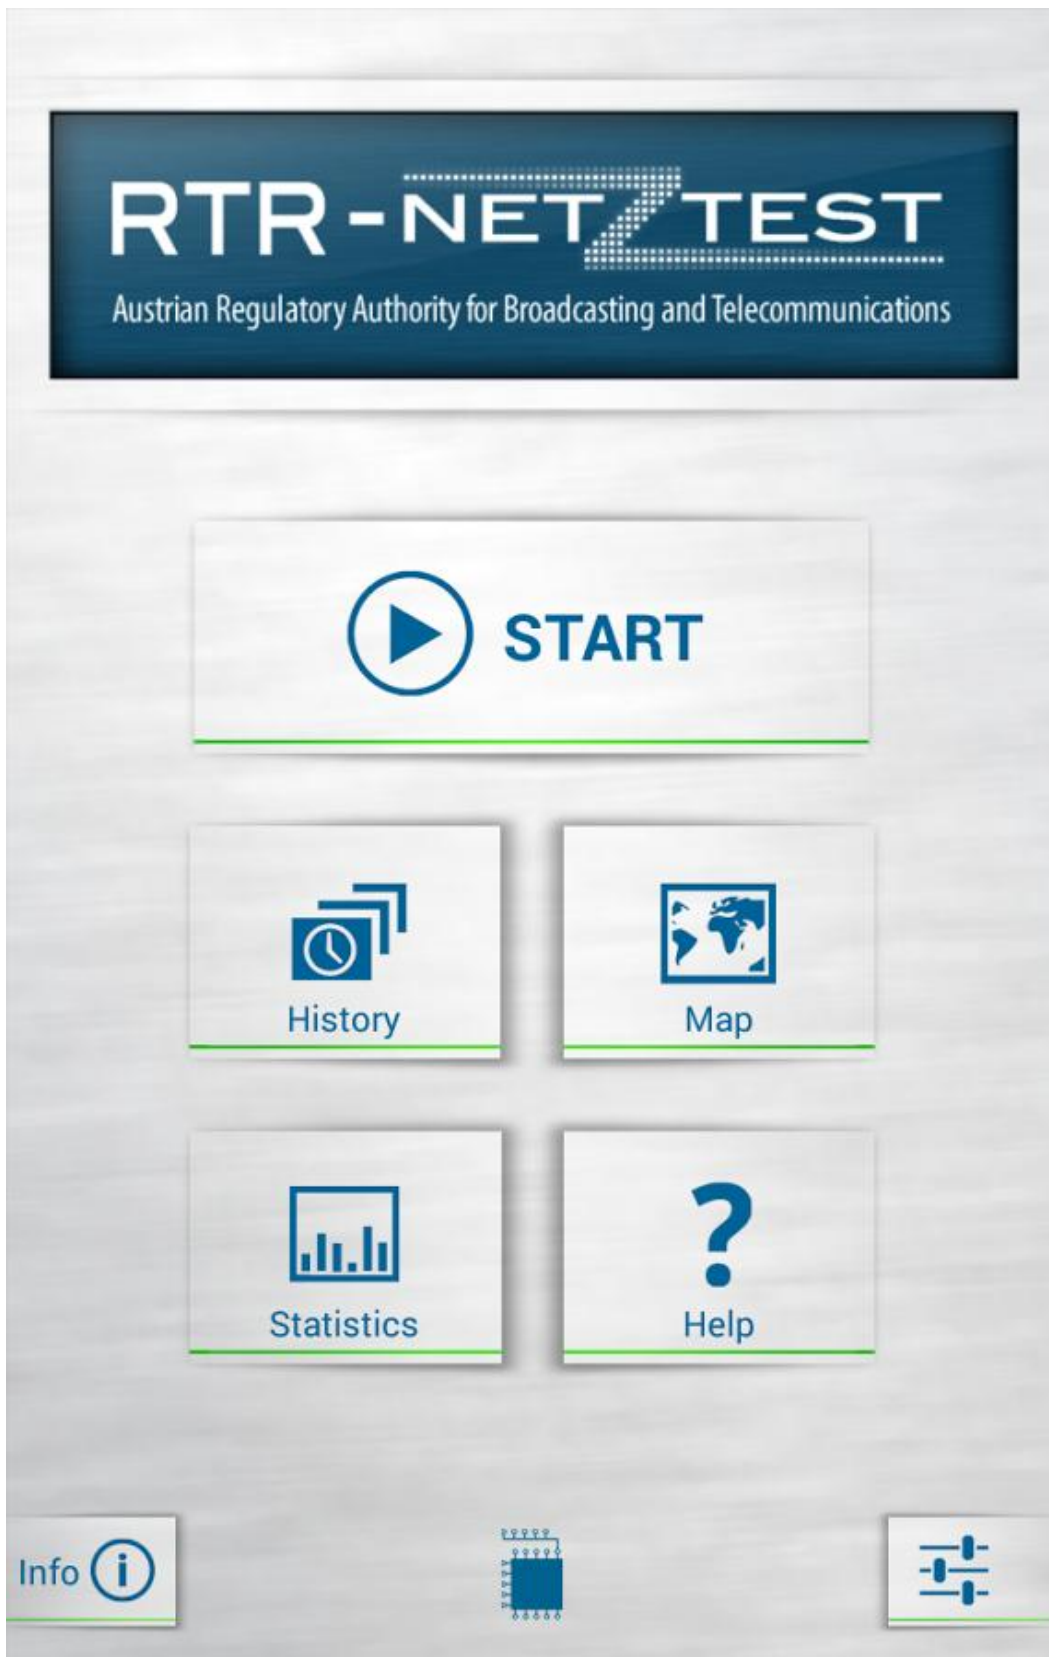 RTR-NETZTEST
Austrian Regulatory Authority for Broadcasting and Telecommunications
START
History
Map
Statistics
?
Help
Info i